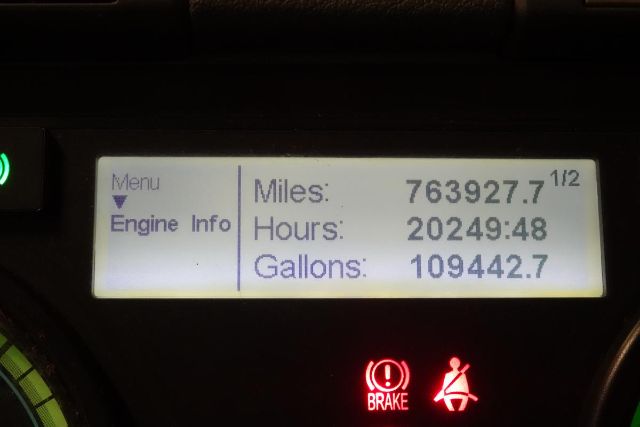 Menu
Engine Info
Miles: 763927.7 1/2
Hours: 20249:48
Gallons: 109442.7
BRAKE